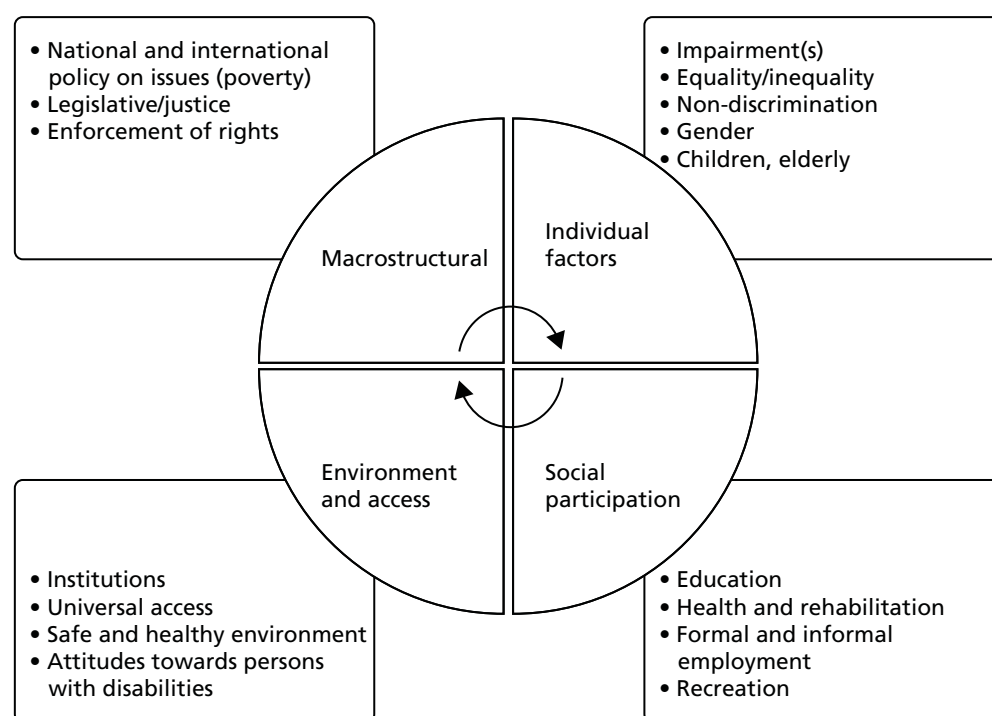 • National and international
policy on issues (poverty)
• Legislative/justice
• Enforcement of rights
• Impairment(s)
• Equality/inequality
• Non-discrimination
• Gender
• Children, elderly
Macrostructural
Individual
factors
Environment
and access
Social
participation
• Institutions
• Universal access
• Safe and healthy environment
• Attitudes towards persons
with disabilities
• Education
• Health and rehabilitation
• Formal and informal
employment
• Recreation